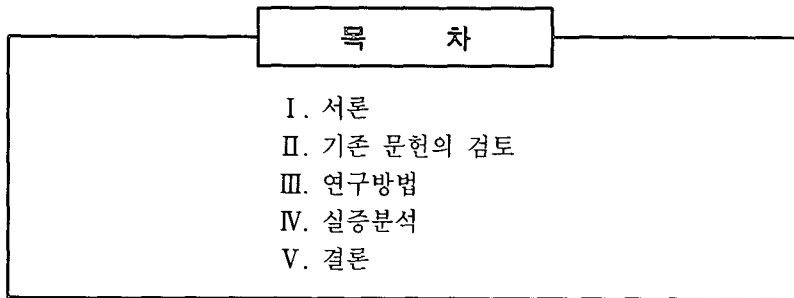 목 차
Ⅰ. 서론
Ⅱ. 기존 문헌의 검토
Ⅲ. 연구방법
Ⅳ. 실증분석
Ⅴ. 결론